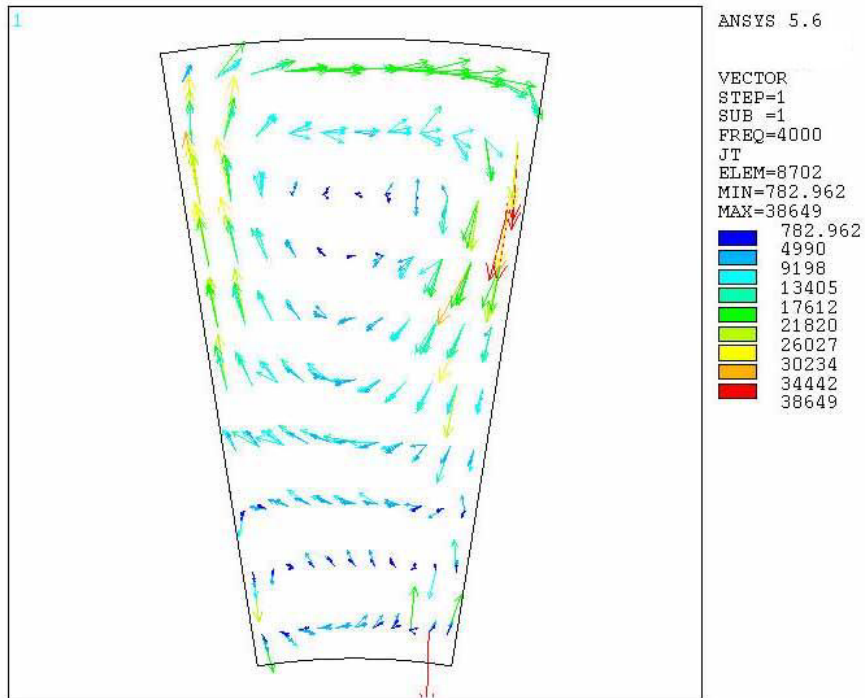 1
ANSYS 5.6
VECTOR
STEP=1
SUB =1
FREQ=4000
JT
ELEM=8702
MIN=782.962
MAX=38649
782.962
4990
9198
13405
17612
21820
26027
30234
34442
38649